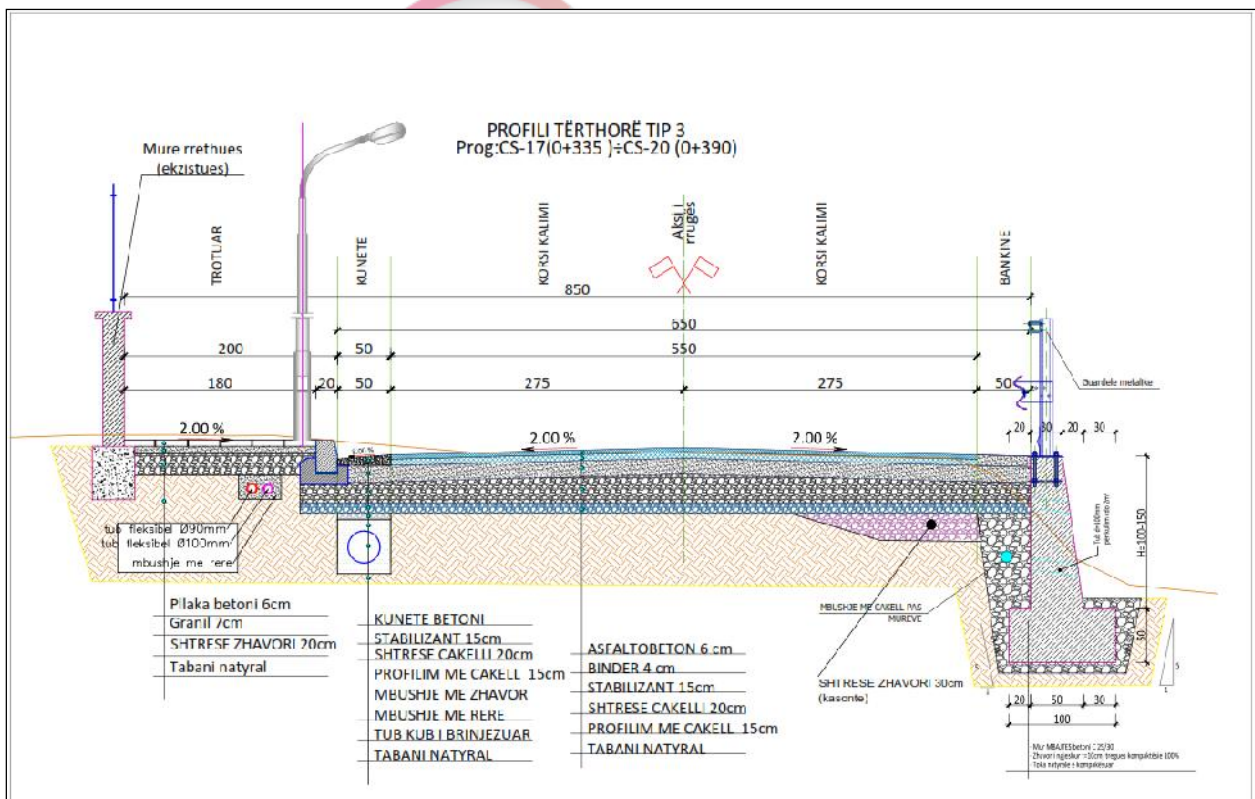 PROFILI TËRTHORË TIP 3
Prog:CS-17(0+335 )÷CS-20 (0+390)
Mure rrethues
(ekzistues)
TROTUAR
KUNETE
KORSI KALIMI
Aksi i
rrugës
KORSI KALIMI
BANKINE
850
650
200
50
550
180
20
50
275
275
50
2.00 %
2.00 %
2.00 %
20
30
20
30
H=100-150
50
tub fleksibel Ø90mm
tub fleksibel Ø100mm
mbushje me rere
Pllaka betoni 6cm
Granil 7cm
SHTRESE ZHAVORI 20cm
Tabani natyral
KUNETE BETONI
STABILIZANT 15cm
SHTRESE CAKELLI 20cm
PROFILIM ME CAKELL 15cm
MBUSHJE ME ZHAVOR
MBUSHJE ME RERE
TUB KUB I BRINJEZUAR
TABANI NATYRAL
ASFALTOBETON 6 cm
BINDER 4 cm
STABILIZANT 15cm
SHTRESE CAKELLI 20cm
PROFILIM ME CAKELL 15cm
TABANI NATYRAL
MBUSHJE ME CAKELL PAS
MUREVE
SHTRESE ZHAVORI 30cm
(kasonte)
20
50
30
100
5
1